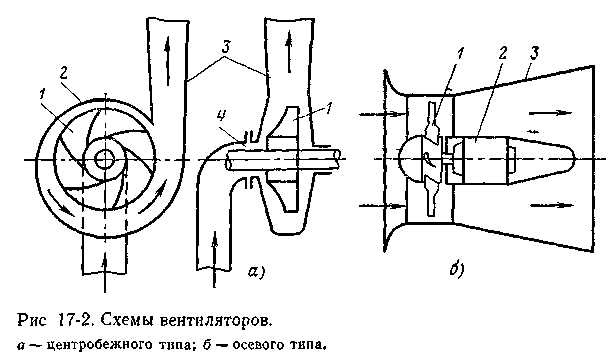 1
2
3
4
1
а)
1
2
3
б)
Рис 17-2. Схемы вентиляторов.
а — центробежного типа; б — осевого типа.